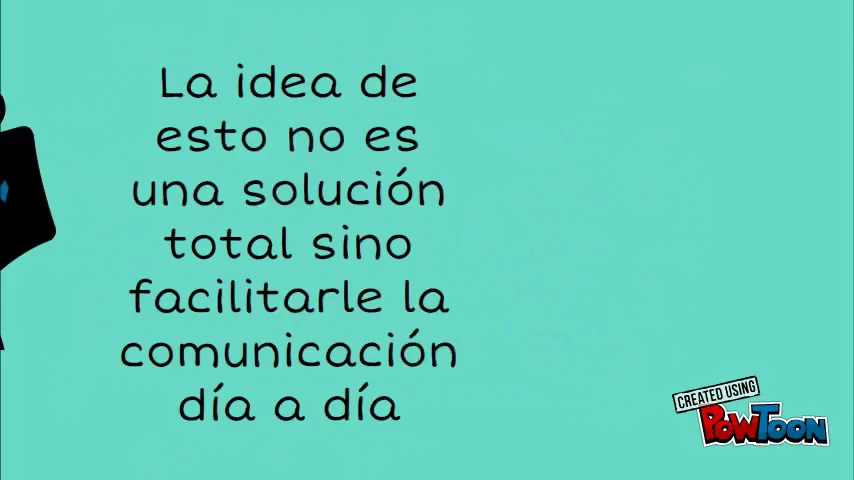 La idea de
esto no es
una solución
total sino
facilitarle la
comunicación
día a día
CREATED USING
POWTOON